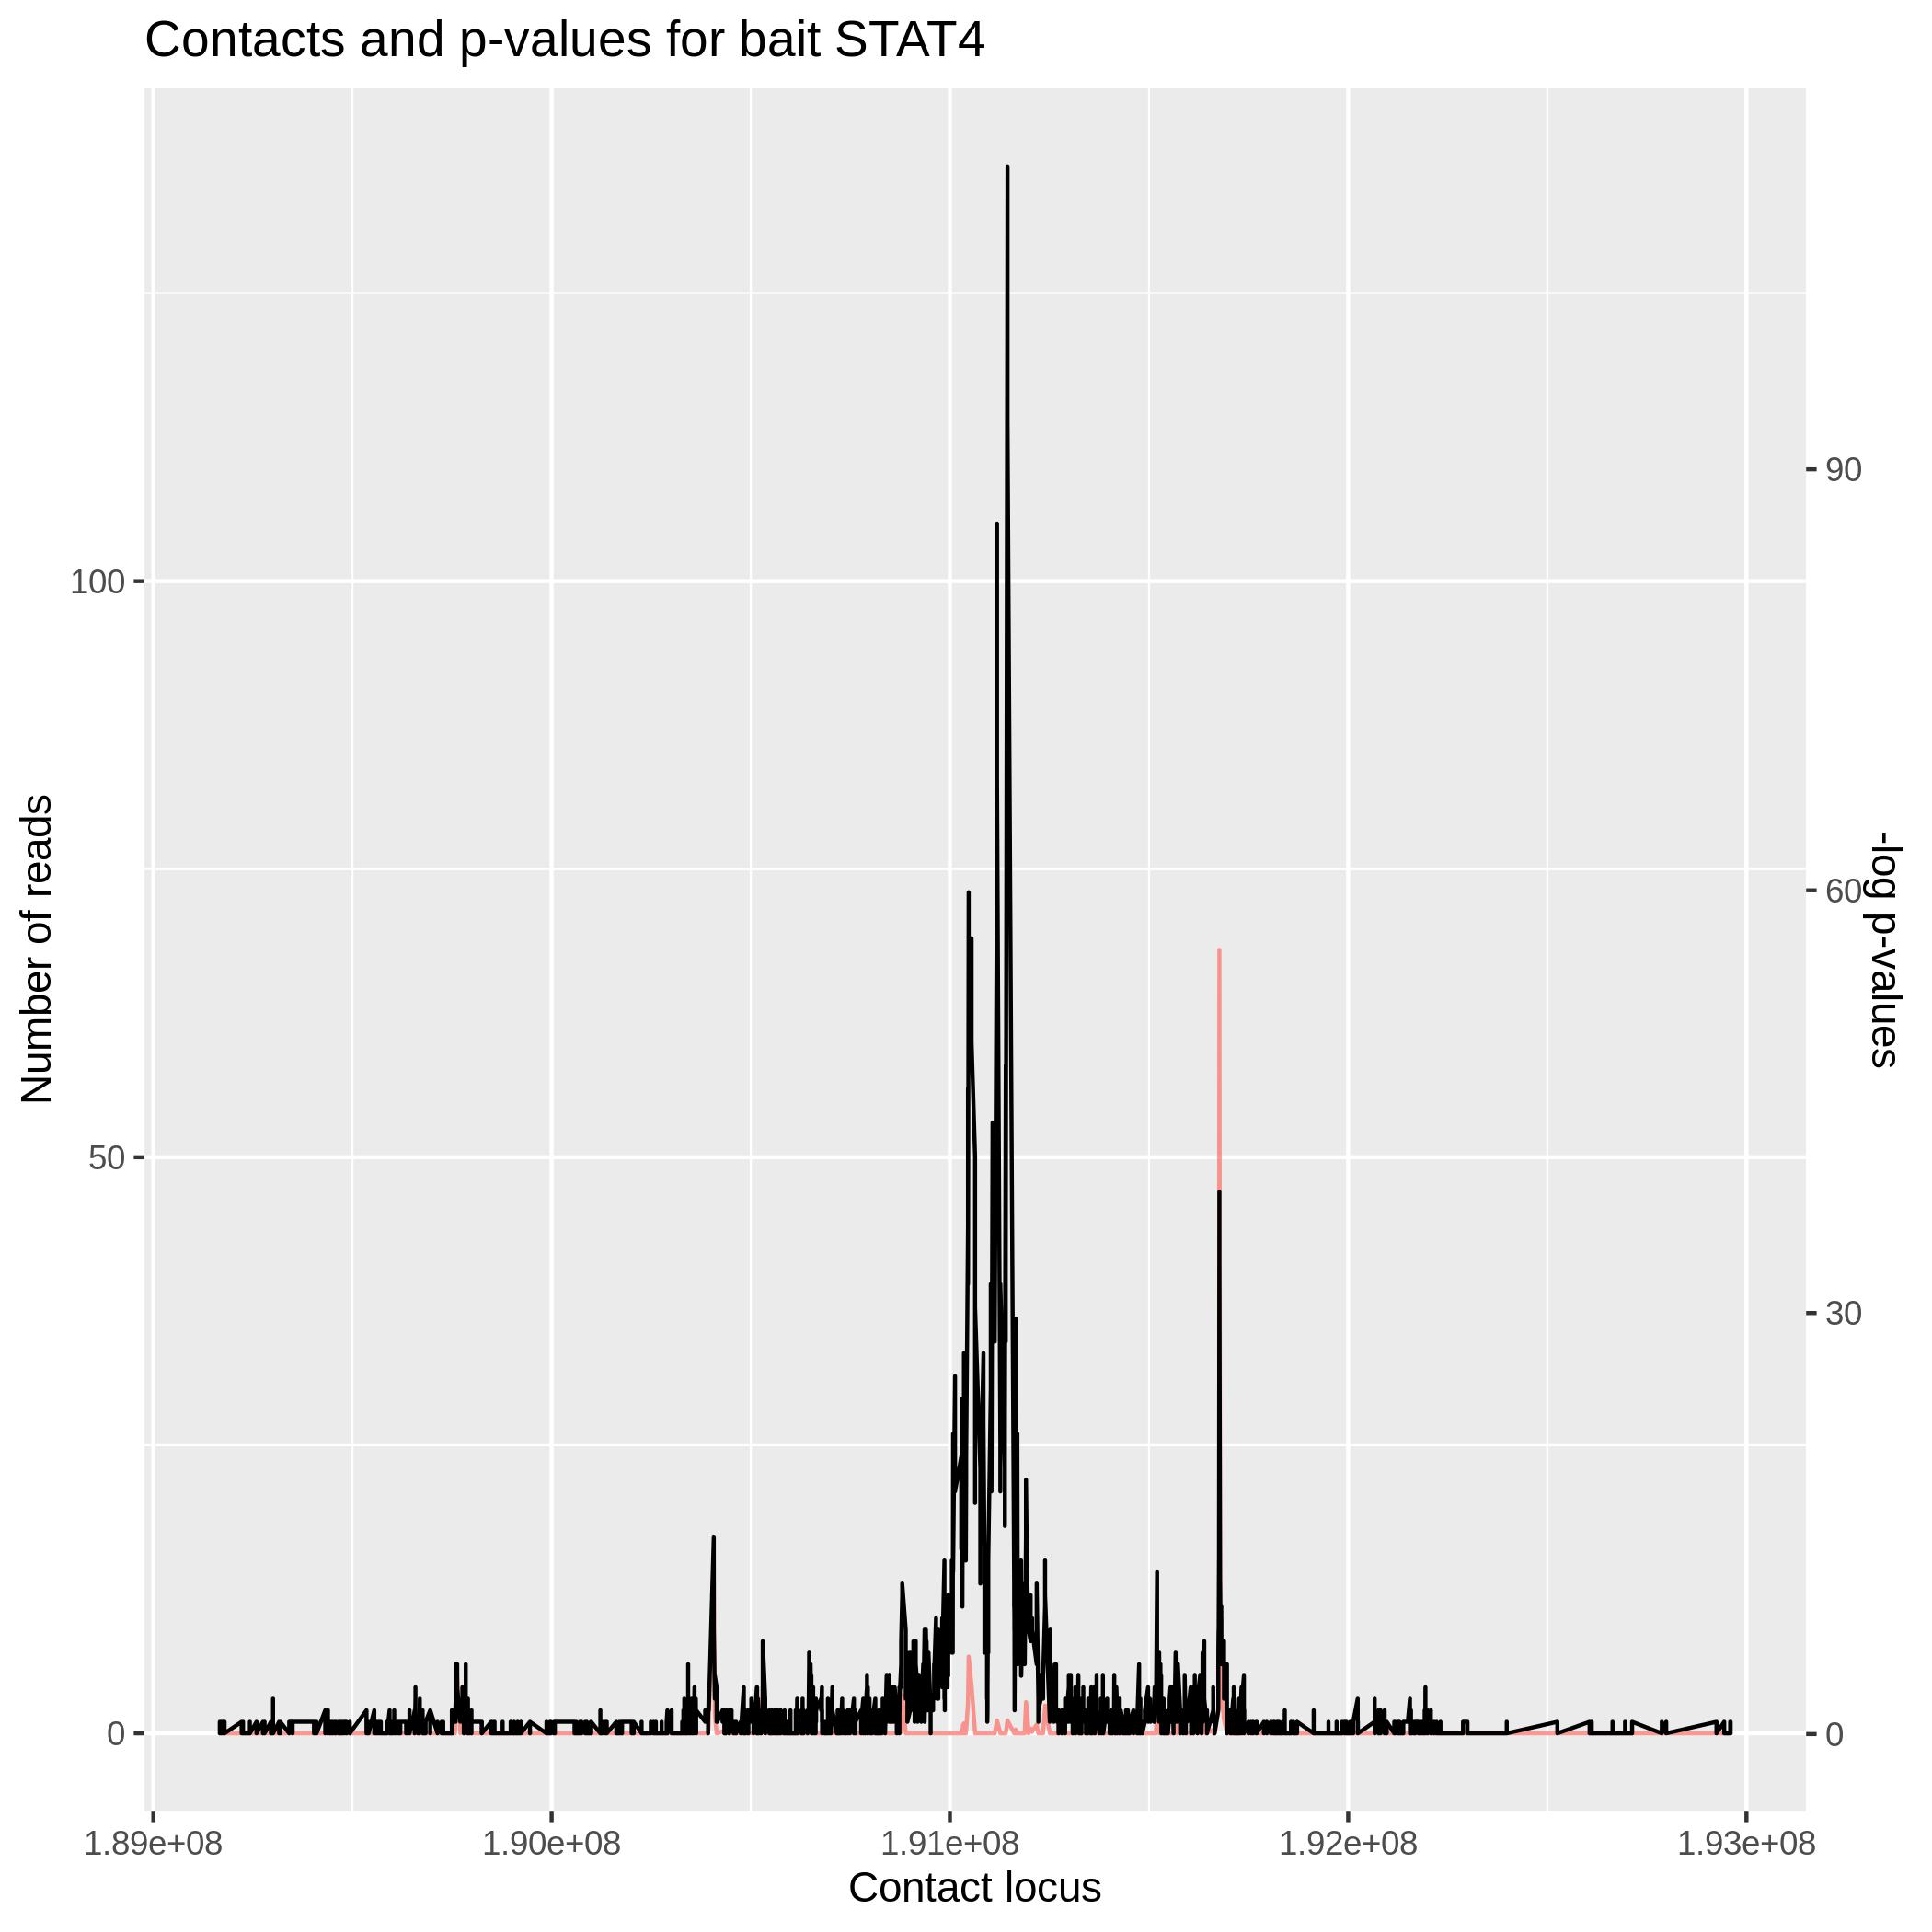 Contacts and p-values for bait STAT4
Number of reads
100
50
0
90
60
30
0
-log p-values
1.89e+08 1.90e+08 1.91e+08 1.92e+08 1.93e+08
Contact locus